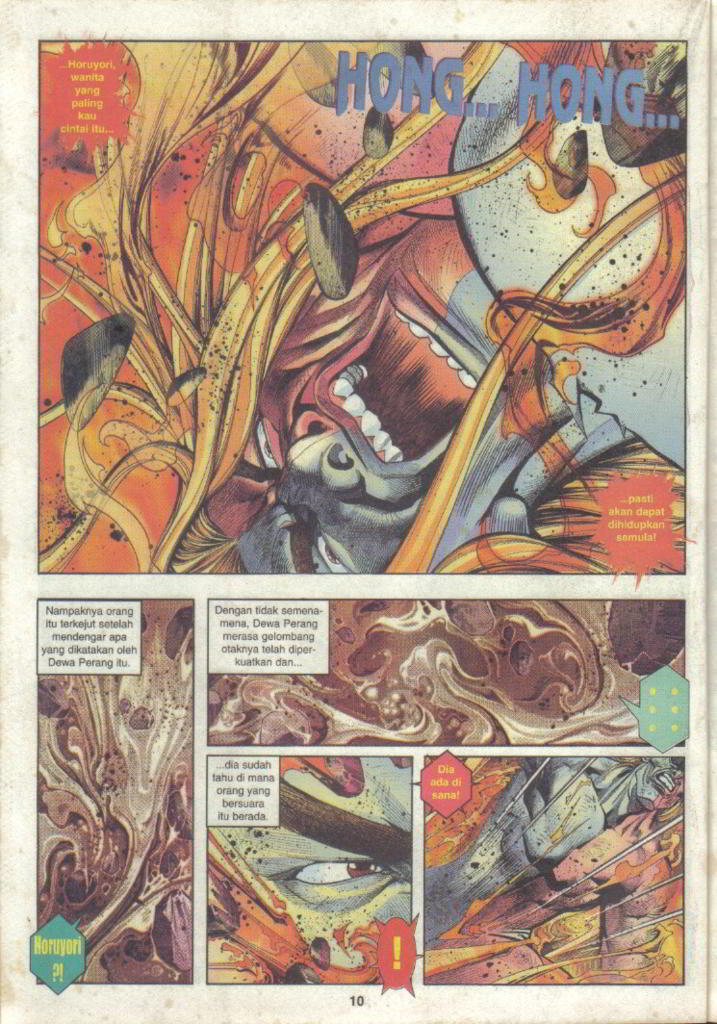 ...Horuyori,
wanita
yang
paling
kau
cintai itu...
HONG... HONG...
...pasti
akan dapat
dihidupkan
semula!
Nampaknya orang
itu terkejut setelah
mendengar apa
yang dikatakan oleh
Dewa Perang itu.
Horuyori
?!
Dengan tidak semena-
mena, Dewa Perang
merasa gelombang
otaknya telah diper-
kuatkan dan...
...dia sudah
tahu di mana
orang yang
bersuara
itu berada.
!
Dia
ada di
sana!
10